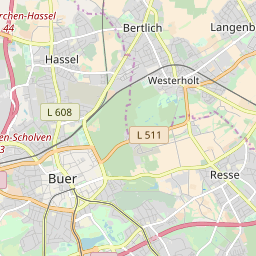 rchen-Hassel
44
Bertlich
Langenb
Hassel
Westerholt
L 608
L 511
en-Scholven
3
Buer
Resse